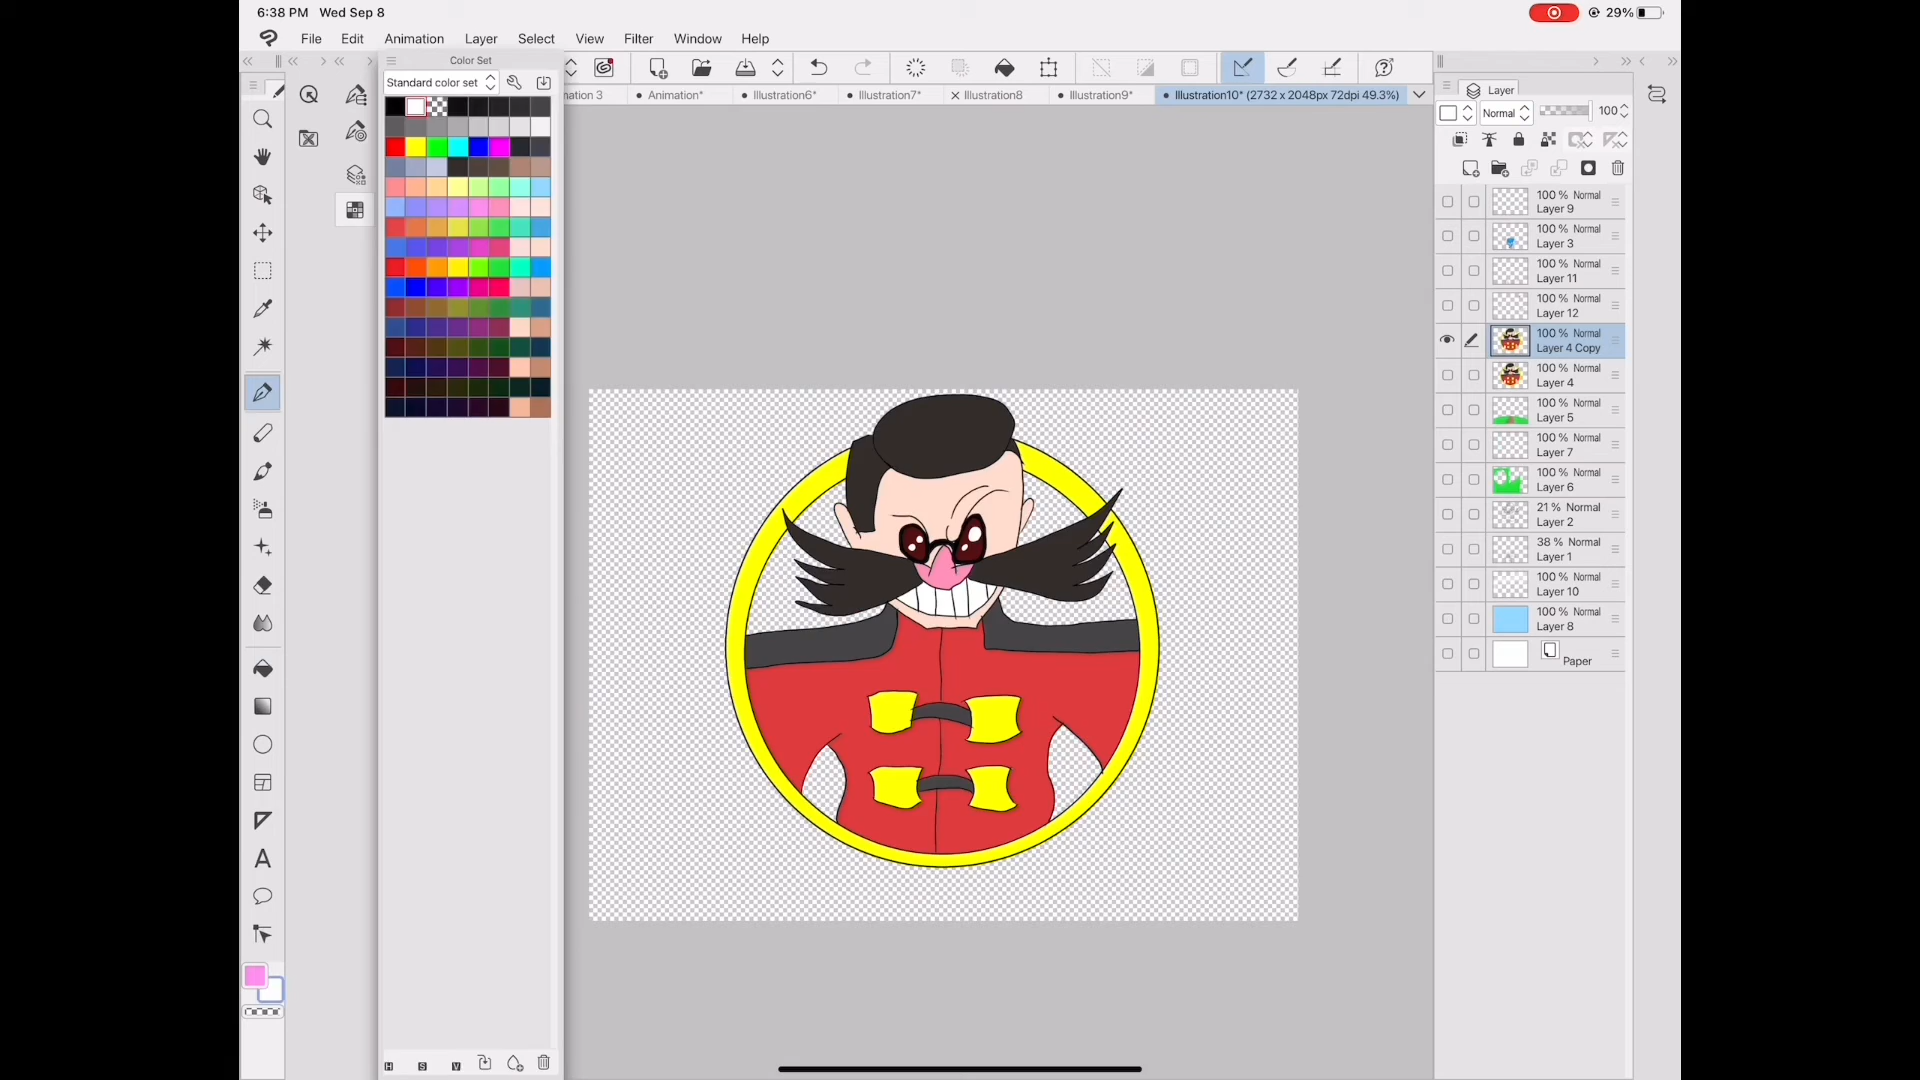 6:38 PM Wed Sep 8
29%
File Edit Animation Layer Select View Filter Window Help
Color Set
Standard color set
nation 3
Animation*
Illustration6*
Illustration7*
Illustration8
Illustration9*
Illustration10* (2732 x 2048px 72dpi 49.3%)
Layer
Normal 100
100 % Normal
Layer 9
100 % Normal
Layer 3
100 % Normal
Layer 11
100 % Normal
Layer 12
100 % Normal
Layer 4 Copy
100 % Normal
Layer 4
100 % Normal
Layer 5
100 % Normal
Layer 7
100 % Normal
Layer 6
21 % Normal
Layer 2
38 % Normal
Layer 1
100 % Normal
Layer 10
100 % Normal
Layer 8
Paper
H S V